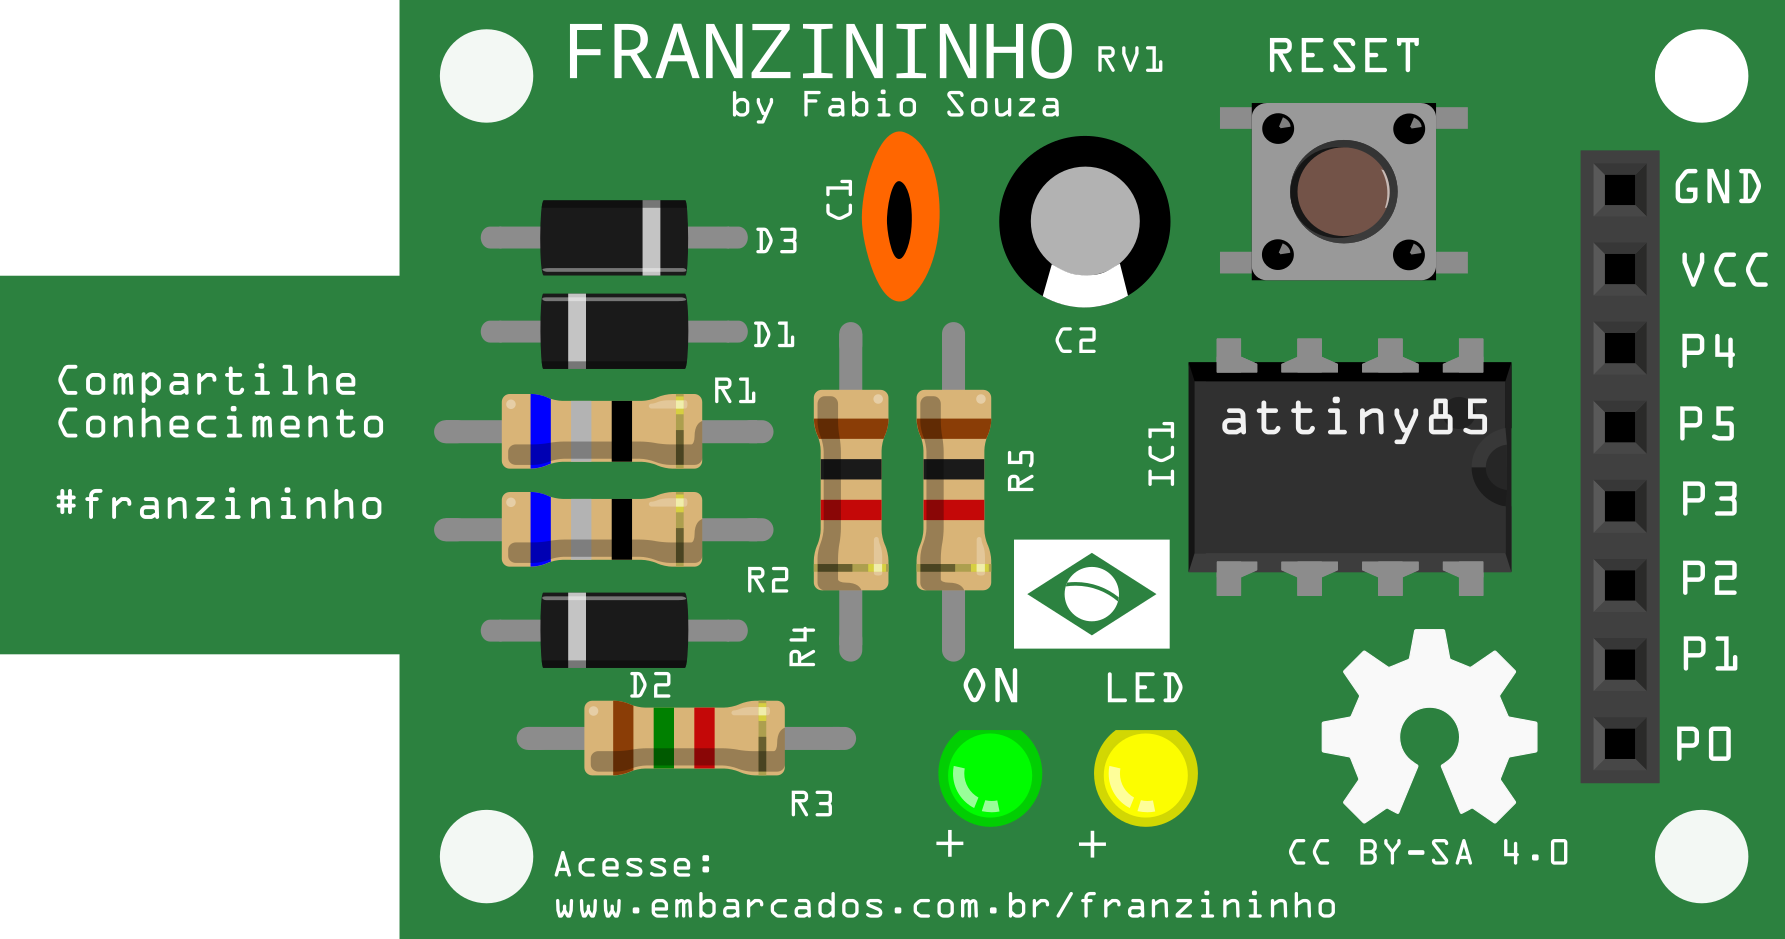 FRANZININHO RV1
by Fabio Souza
RESET
C1
D3
D1
C2
R1
R2
R4
R5
D2
R3
IC1
attiny85
GND
VCC
P4
P5
P3
P2
P1
P0
Compartilhe
Conhecimento
#franzininho
ON
LED
+
+
CC BY-SA 4.0
Acesse:
www.embarcados.com.br/franzininho